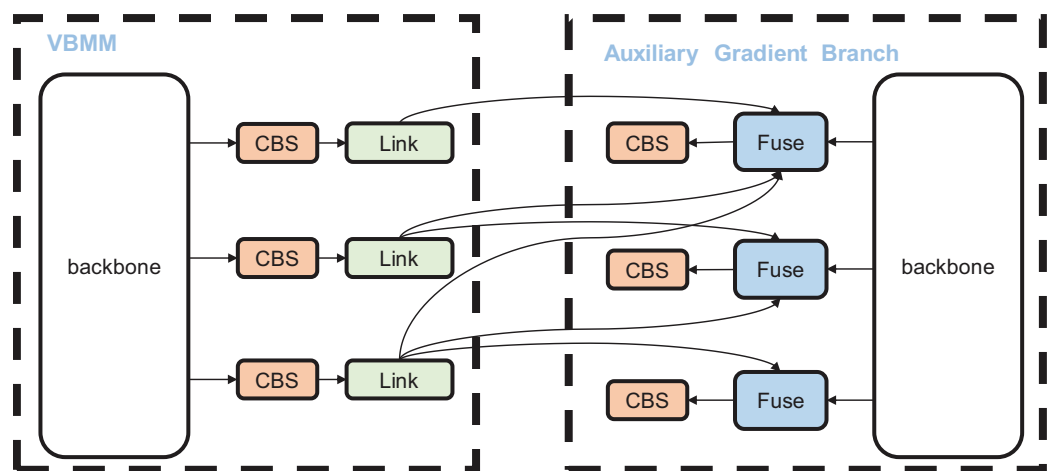 VBMM
Auxiliary Gradient Branch
CBS
Link
CBS
Fuse
backbone
CBS
Link
CBS
Fuse
backbone
CBS
Link
CBS
Fuse